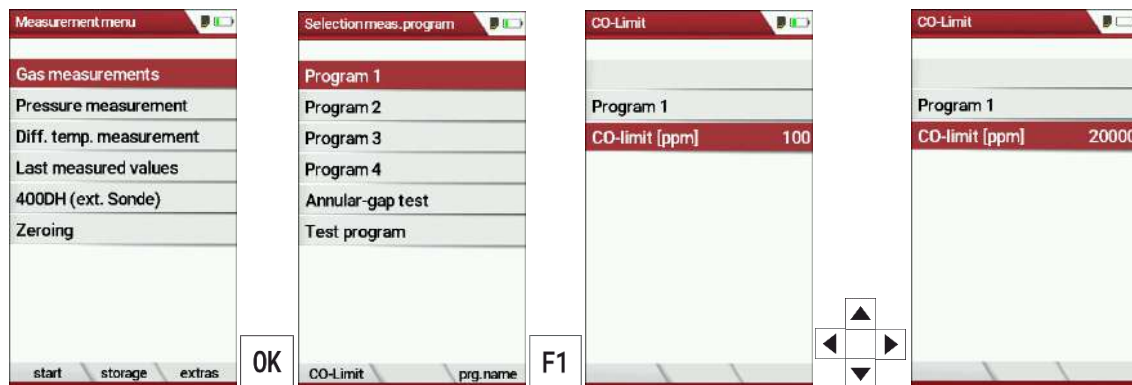 Measurement menu
Gas measurements
Pressure measurement
Diff. temp. measurement
Last measured values
400DH (ext. Sonde)
Zeroing
start storage extras
OK
Selection meas.program
Program 1
Program 2
Program 3
Program 4
Annular-gap test
Test program
CO-Limit prg.name
F1
CO-Limit
Program 1
CO-limit [ppm] 100
CO-Limit
Program 1
CO-limit [ppm] 20000